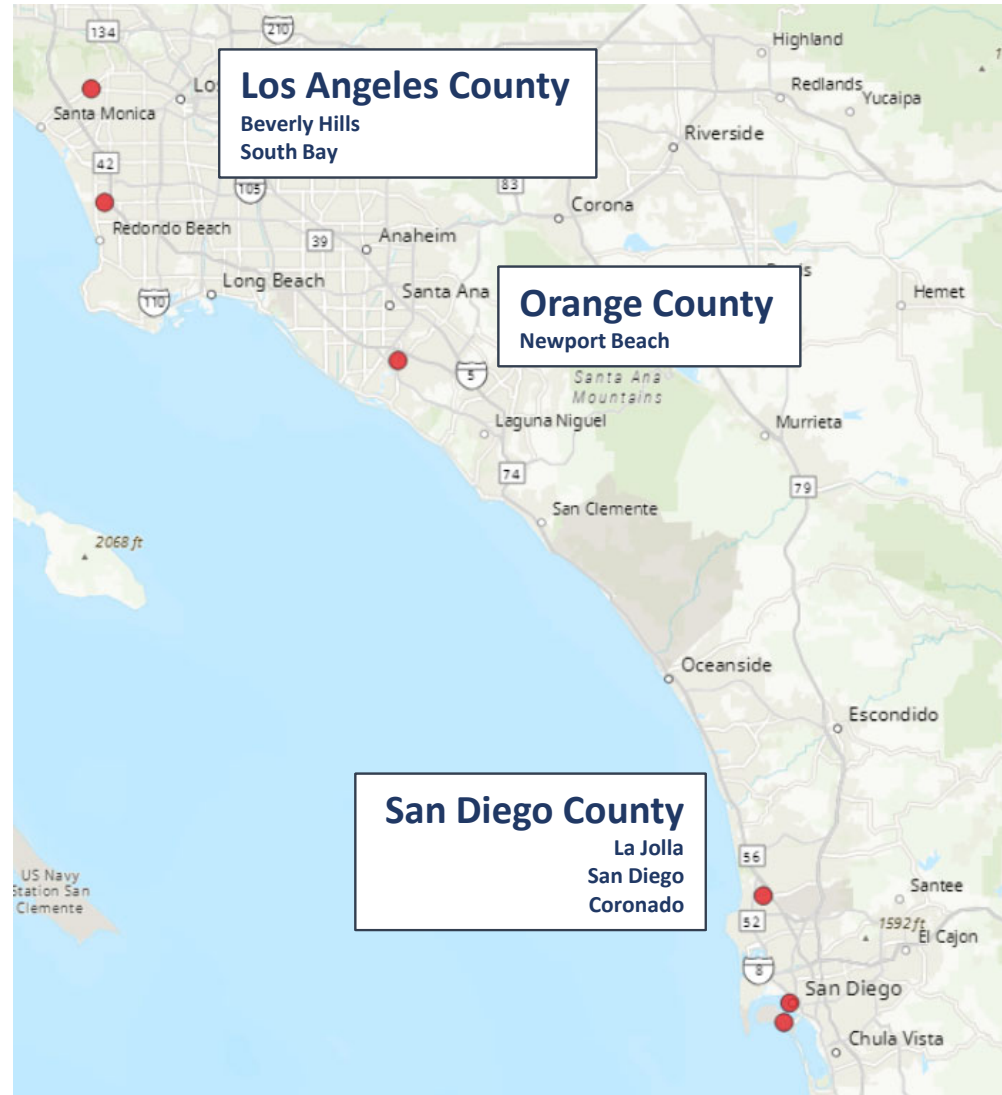 134
210
Highland
Los Angeles County
Beverly Hills
South Bay
Redlands
Yucaipa
Santa Monica
Riverside
42
105
83
Corona
Redondo Beach
39
Anaheim
Long Beach
110
Santa Ana
Hemet
Orange County
Newport Beach
5
Santa Ana
Mountains
Laguna Niguel
Murrieta
74
79
San Clemente
2068 ft
Oceanside
Escondido
San Diego County
La Jolla
San Diego
Coronado
56
US Navy
Station San
Clemente
Santee
52
1592 ft
El Cajon
8
San Diego
Chula Vista